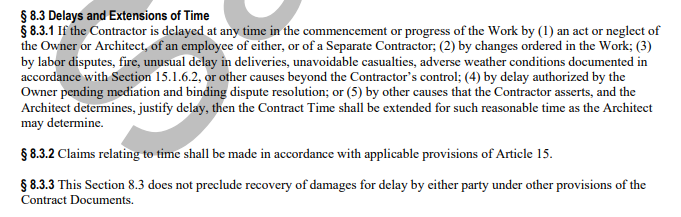 § 8.3 Delays and Extensions of Time
§ 8.3.1 If the Contractor is delayed at any time in the commencement or progress of the Work by (1) an act or neglect of
the Owner or Architect, of an employee of either, or of a Separate Contractor; (2) by changes ordered in the Work; (3)
by labor disputes, fire, unusual delay in deliveries, unavoidable casualties, adverse weather conditions documented in
accordance with Section 15.1.6.2, or other causes beyond the Contractor’s control; (4) by delay authorized by the
Owner pending mediation and binding dispute resolution; or (5) by other causes that the Contractor asserts, and the
Architect determines, justify delay, then the Contract Time shall be extended for such reasonable time as the Architect
may determine.
§ 8.3.2 Claims relating to time shall be made in accordance with applicable provisions of Article 15.
§ 8.3.3 This Section 8.3 does not preclude recovery of damages for delay by either party under other provisions of the
Contract Documents.